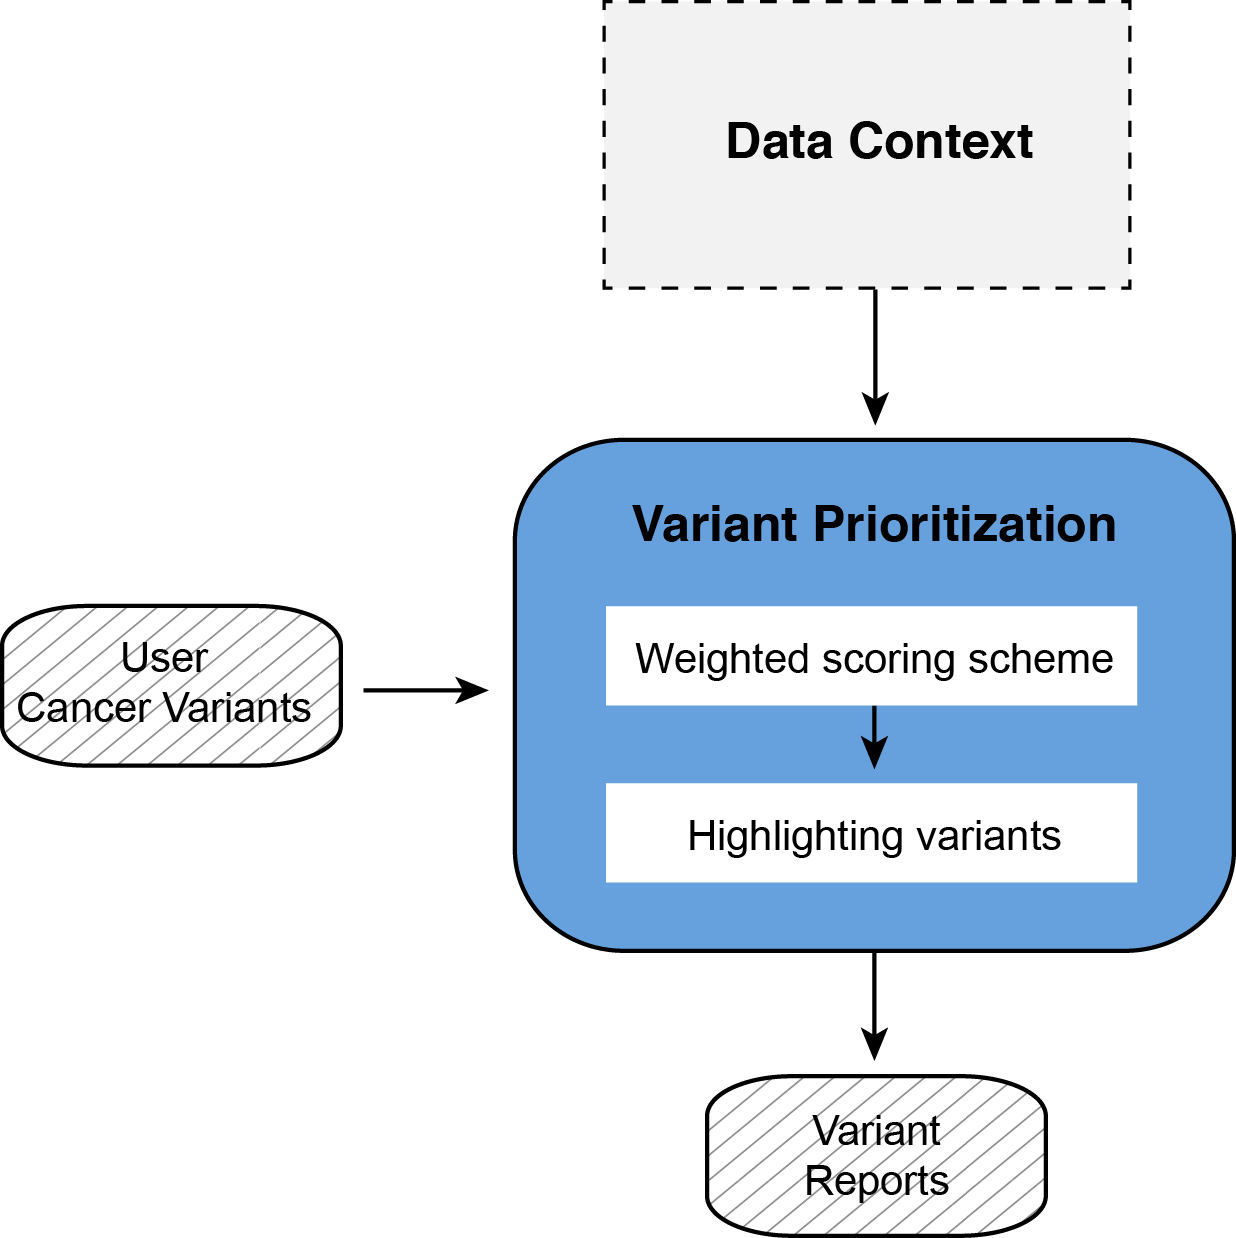 Data Context
Variant Prioritization
Weighted scoring scheme
Highlighting variants
User
Cancer Variants
Variant
Reports